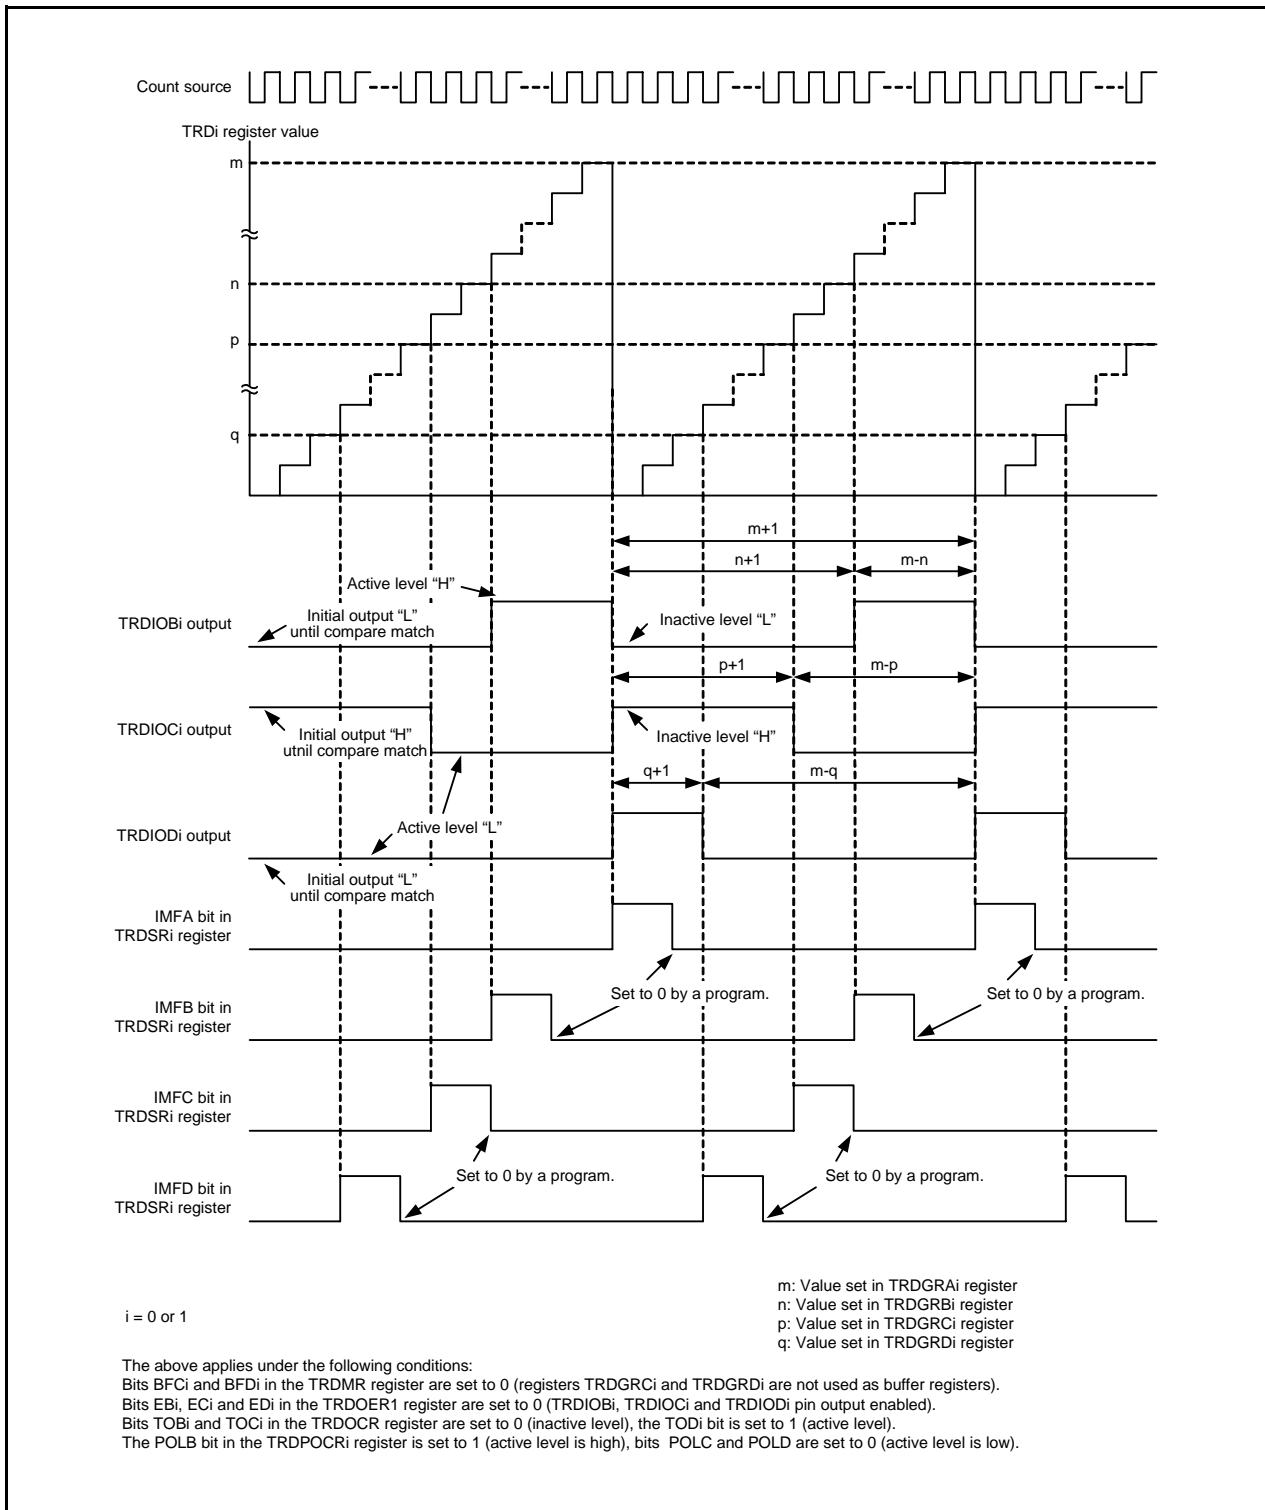 Count source
TRDi register value
m
n
p
q
m+1
n+1
m-n
Active level “H”
Initial output “L”
until compare match
TRDIOBi output
Inactive level “L”
p+1
m-p
TRDIOCi output
Initial output “H”
utnil compare match
Inactive level “H”
q+1
m-q
TRDIODi output
Active level “L”
Initial output “L”
until compare match
IMFA bit in
TRDSRi register
Set to 0 by a program.
Set to 0 by a program.
IMFB bit in
TRDSRi register
IMFC bit in
TRDSRi register
Set to 0 by a program.
Set to 0 by a program.
IMFD bit in
TRDSRi register
m: Value set in TRDGRAi register
n: Value set in TRDGRBi register
p: Value set in TRDGRCi register
q: Value set in TRDGRDi register
i = 0 or 1
The above applies under the following conditions:
Bits BFCi and BFDi in the TRDMR register are set to 0 (registers TRDGRCi and TRDGRDi are not used as buffer registers).
Bits EBi, ECi and EDi in the TRDOER1 register are set to 0 (TRDIOBi, TRDIOCi and TRDIODi pin output enabled).
Bits TOBi and TOCi in the TRDOCR register are set to 0 (inactive level), the TODi bit is set to 1 (active level).
The POLB bit in the TRDPOCRi register is set to 1 (active level is high), bits POLC and POLD are set to 0 (active level is low).